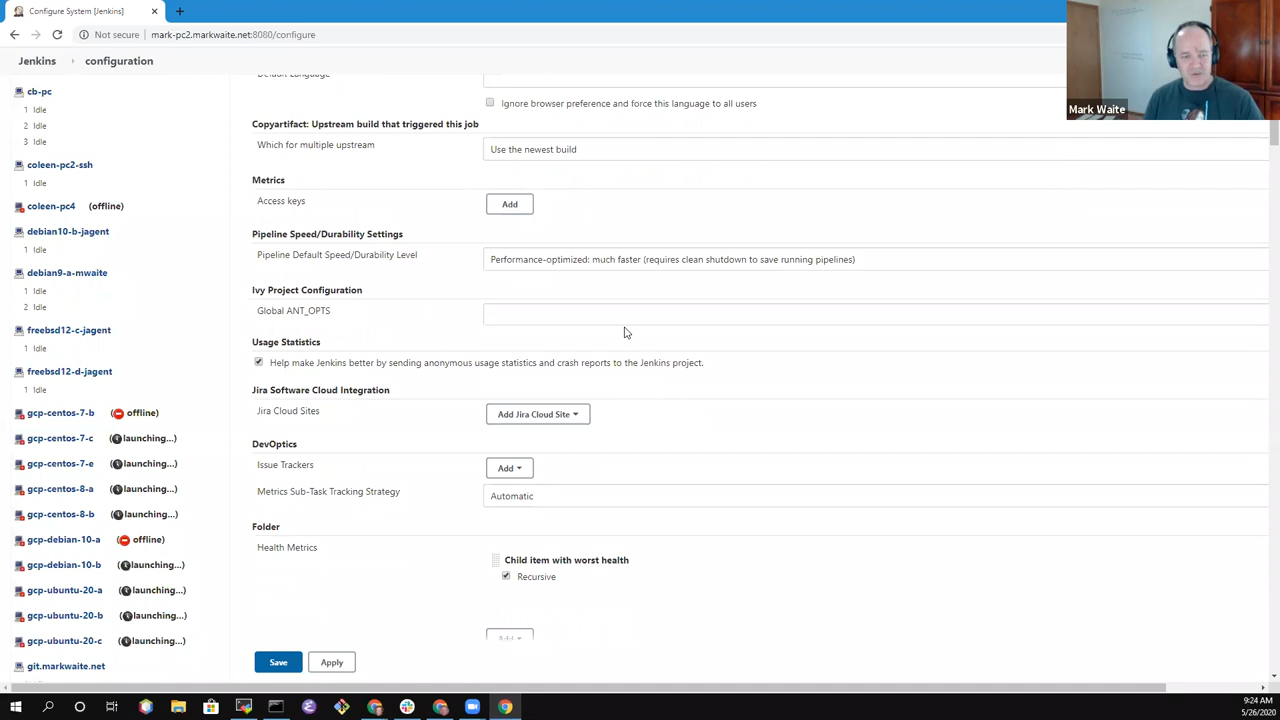 Configure System [Jenkins]
Not secure
mark-pc2.markwaite.net:8080/configure
Jenkins
configuration
Mark Waite
cb-pc
1 Idle
2 Idle
3 Idle
coleen-pc2-ssh
1 Idle
coleen-pc4 (offline)
debian10-b-jagent
1 Idle
debian9-a-mwaite
1 Idle
2 Idle
freebsd12-c-jagent
1 Idle
freebsd12-d-jagent
1 Idle
gcp-centos-7-b (offline)
gcp-centos-7-c (launching...)
gcp-centos-7-e (launching...)
gcp-centos-8-a (launching...)
gcp-centos-8-b (launching...)
gcp-debian-10-a (offline)
gcp-debian-10-b (launching...)
gcp-ubuntu-20-a (launching...)
gcp-ubuntu-20-b (launching...)
gcp-ubuntu-20-c (launching...)
git.markwaite.net
Default Language
Ignore browser preference and force this language to all users
Copyartifact: Upstream build that triggered this job
Which for multiple upstream
Use the newest build
Metrics
Access keys
Add
Pipeline Speed/Durability Settings
Pipeline Default Speed/Durability Level
Performance-optimized: much faster (requires clean shutdown to save running pipelines)
Ivy Project Configuration
Global ANT_OPTS
Usage Statistics
Help make Jenkins better by sending anonymous usage statistics and crash reports to the Jenkins project.
Jira Software Cloud Integration
Jira Cloud Sites
Add Jira Cloud Site
DevOptics
Issue Trackers
Add
Metrics Sub-Task Tracking Strategy
Automatic
Folder
Health Metrics
Child item with worst health
Recursive
Add
Save
Apply
9:24 AM
5/26/2020